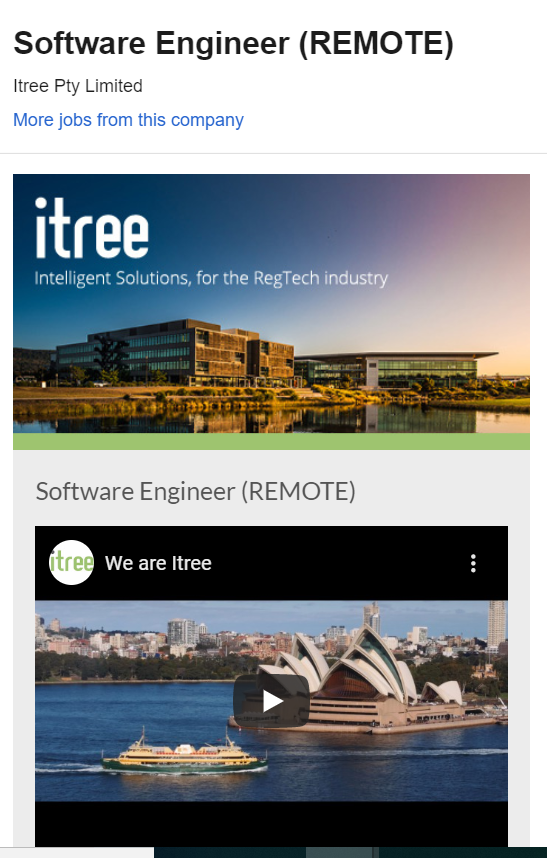 Software Engineer (REMOTE)
Itree Pty Limited
More jobs from this company
itree
Intelligent Solutions, for the RegTech industry
Software Engineer (REMOTE)
itree
We are Itree